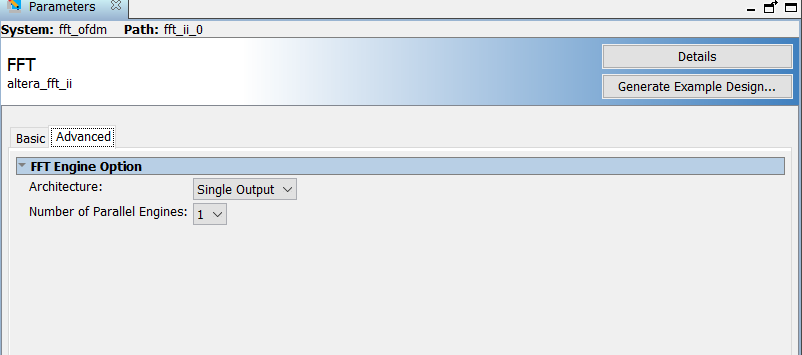 Parameters
System: fft_ofdm Path: fft_ii_0
FFT
altera_fft_ii
Details
Generate Example Design...
Basic
Advanced
FFT Engine Option
Architecture: Single Output
Number of Parallel Engines: 1